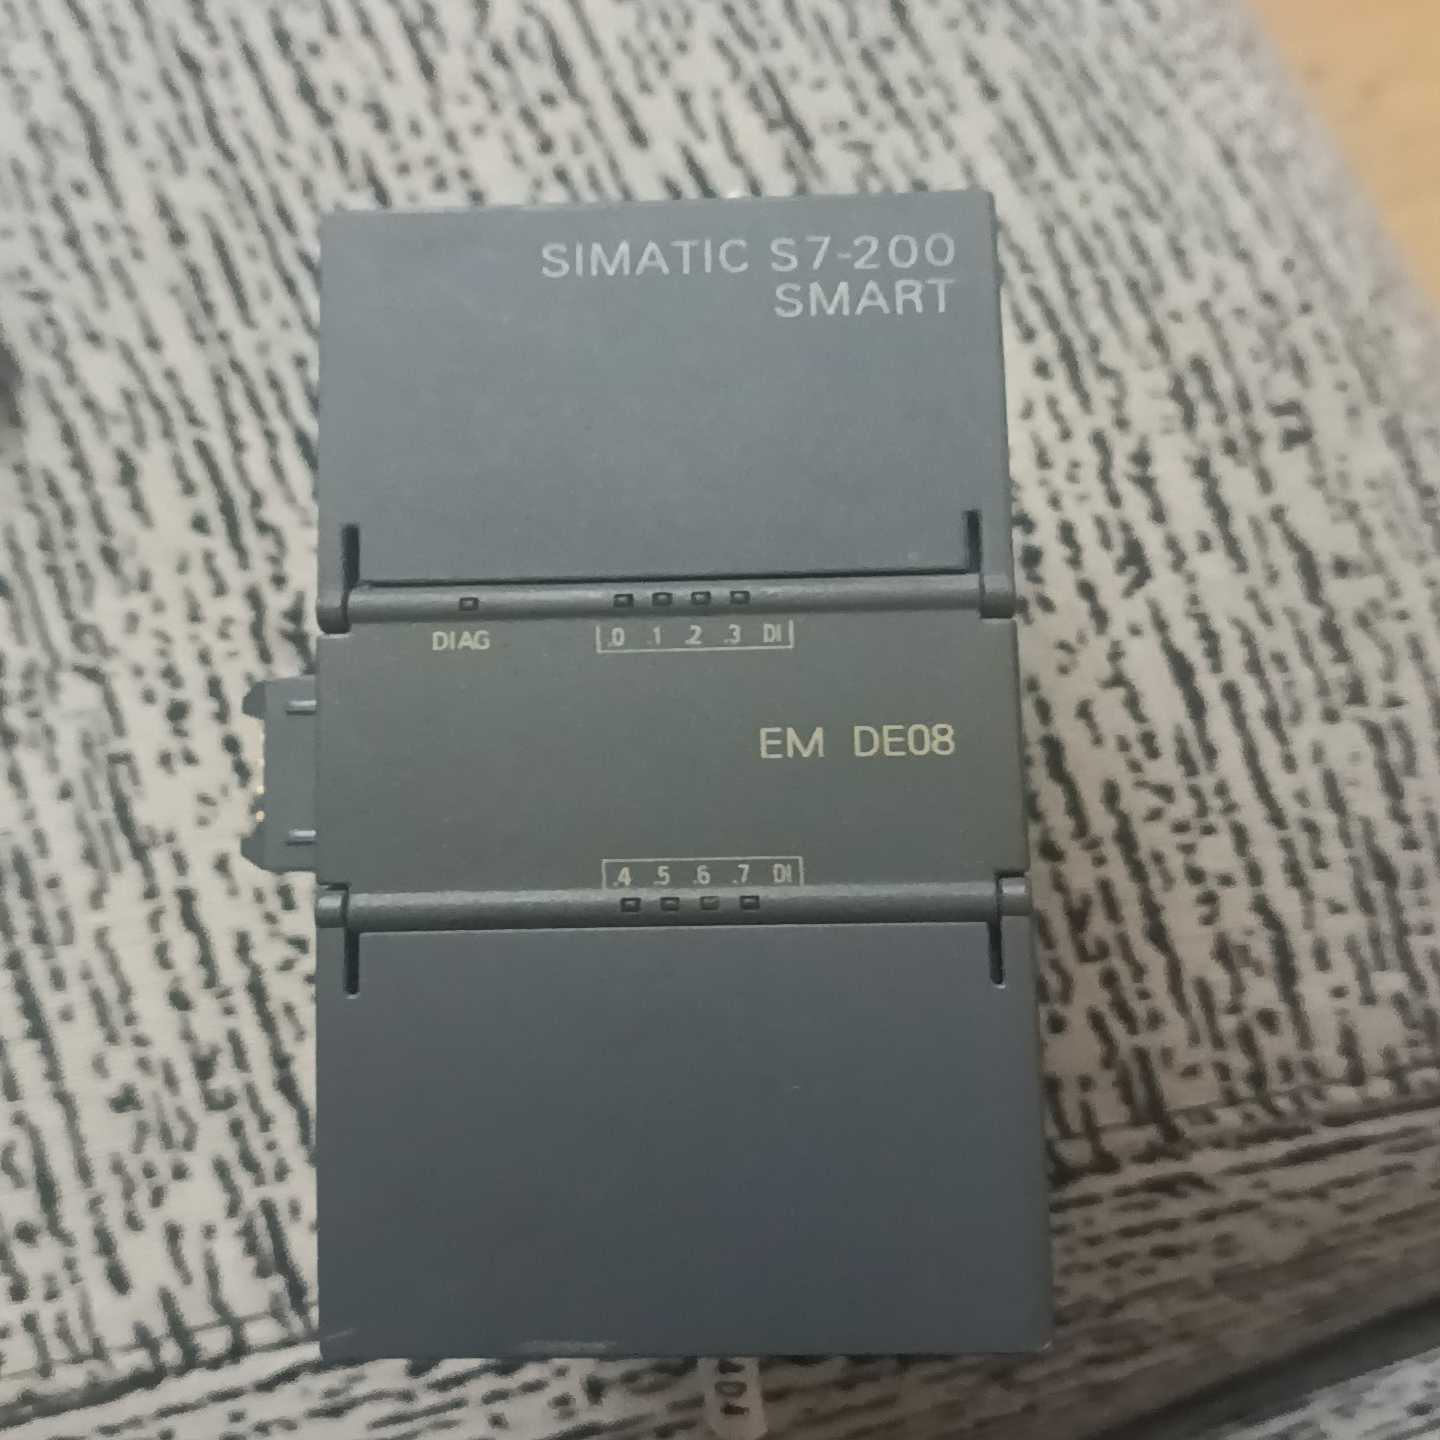 SIMATIC S7-200
SMART
DIAG
.0 .1 .2 .3 DI
EM DE08
.4 .5 .6 .7 DI